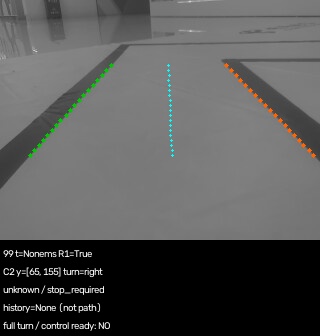 99 t=Nonems R1=True
C2 y=[65, 155] turn=right
unknown / stop_required
history=None (not path)
full turn / control ready: NO